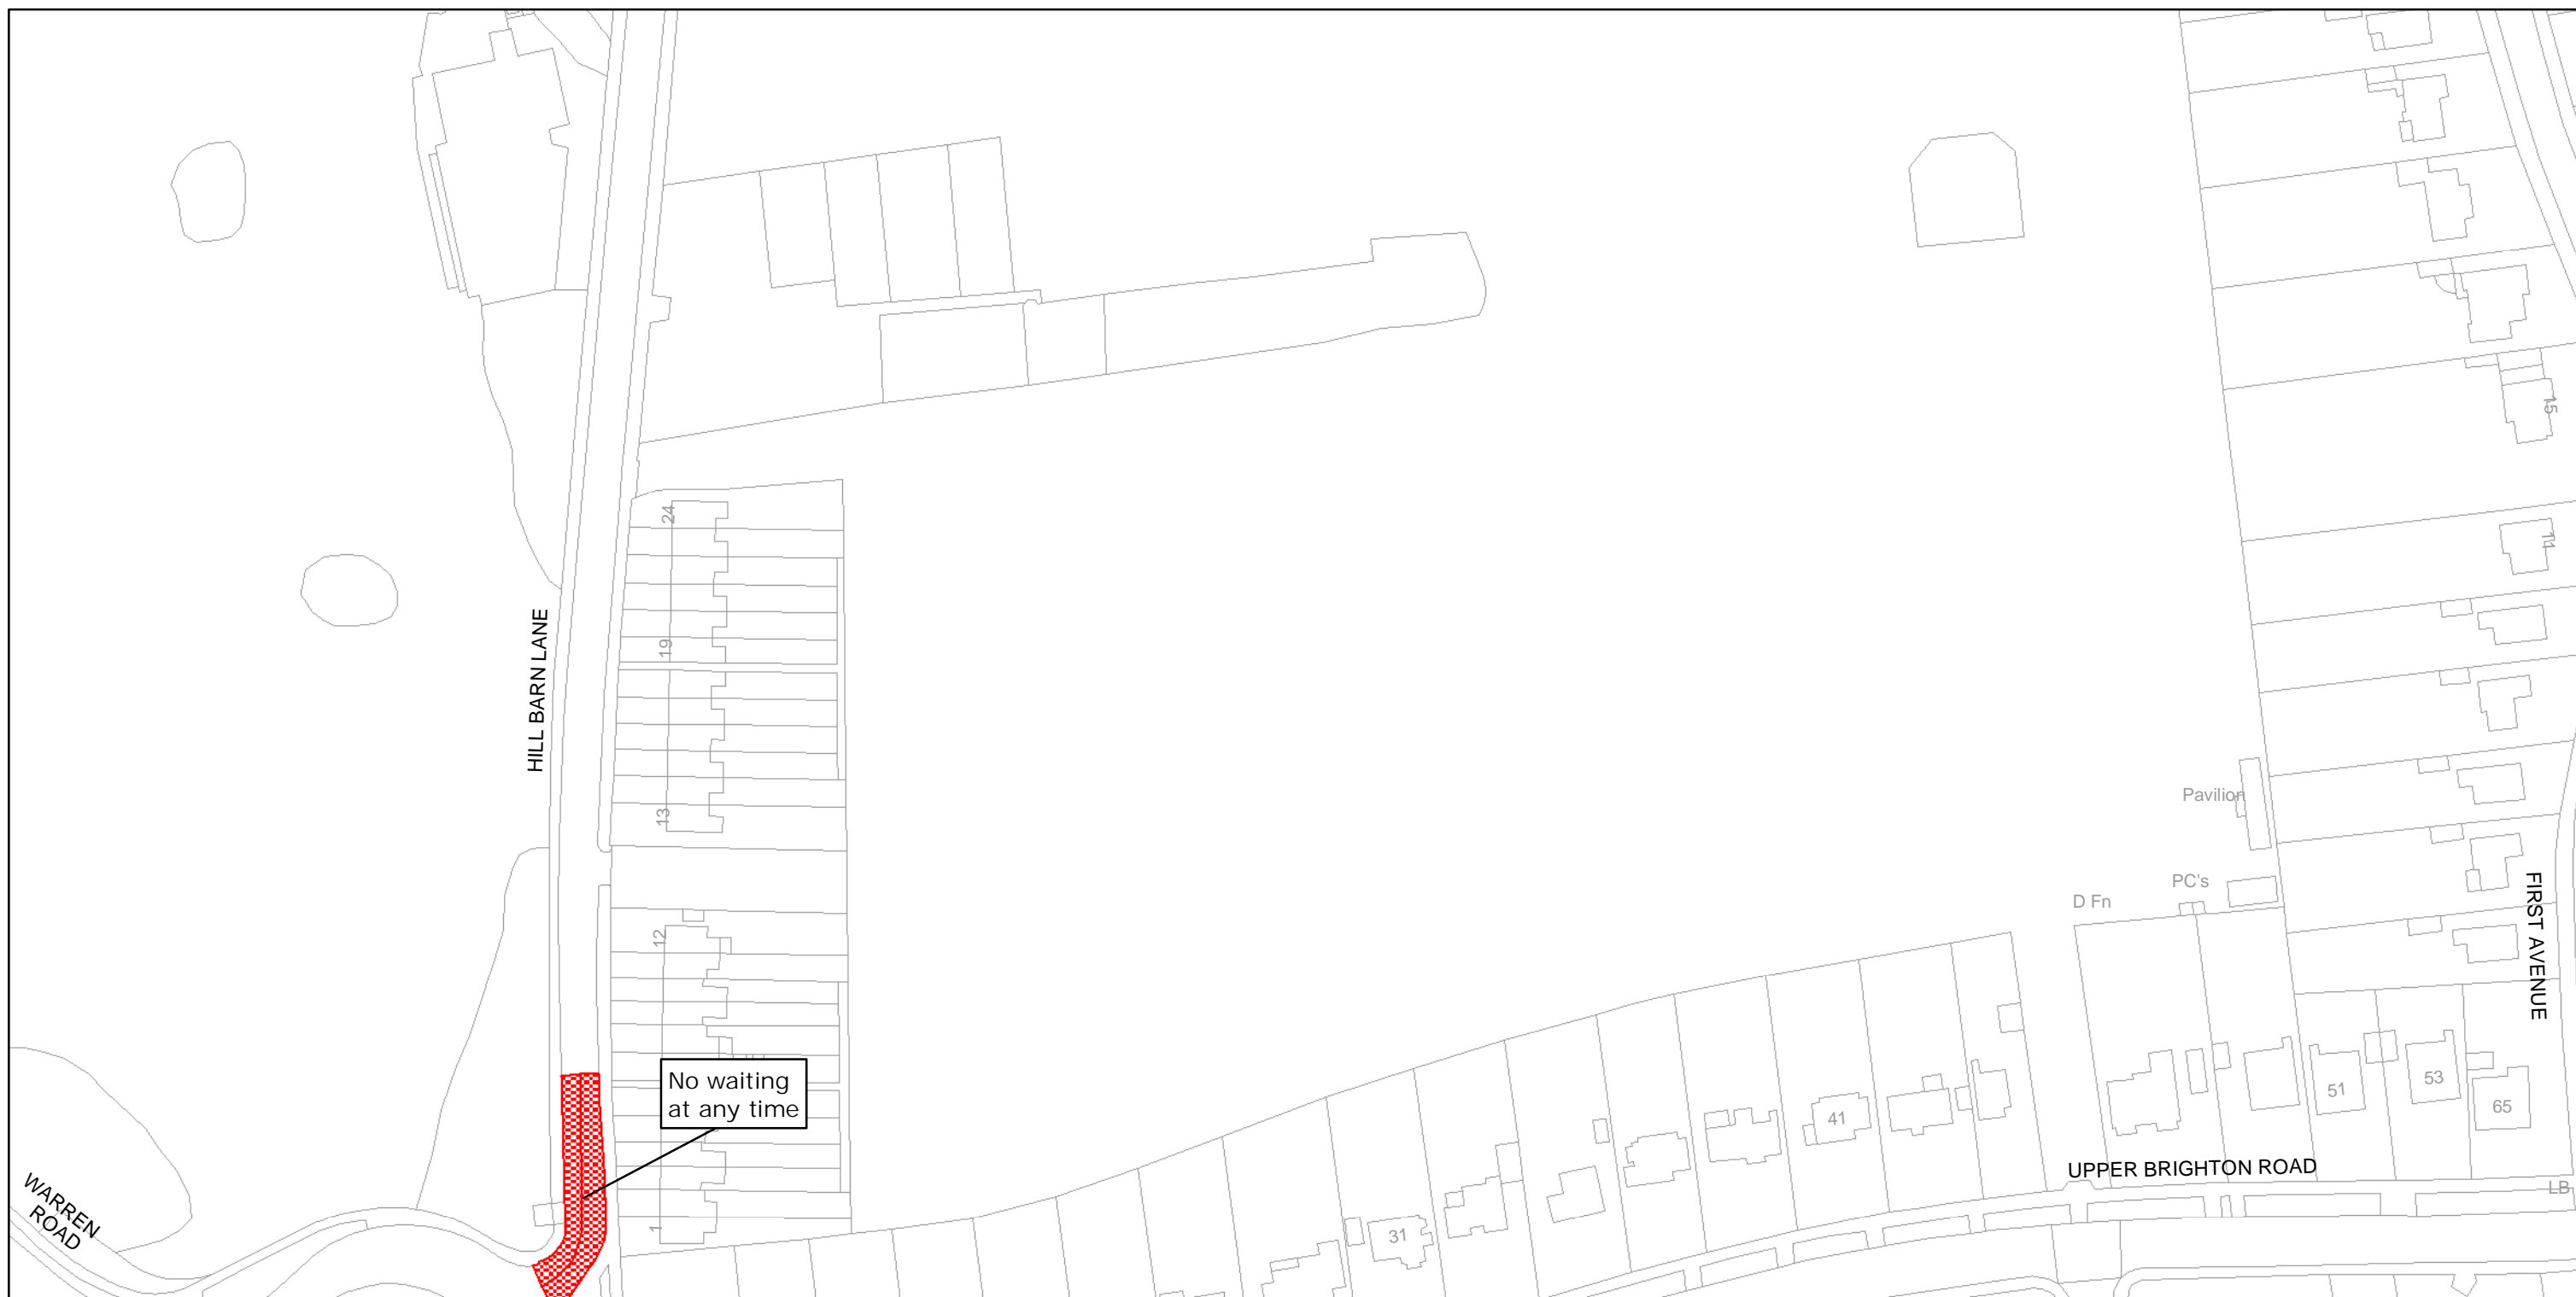 15
24
11
HILL BARN LANE
19
Pavilion
13
PC's
D Fn
FIRST AVENUE
12
No waiting
at any time
53
51
65
41
UPPER BRIGHTON ROAD
LB
WARREN
ROAD
1
31